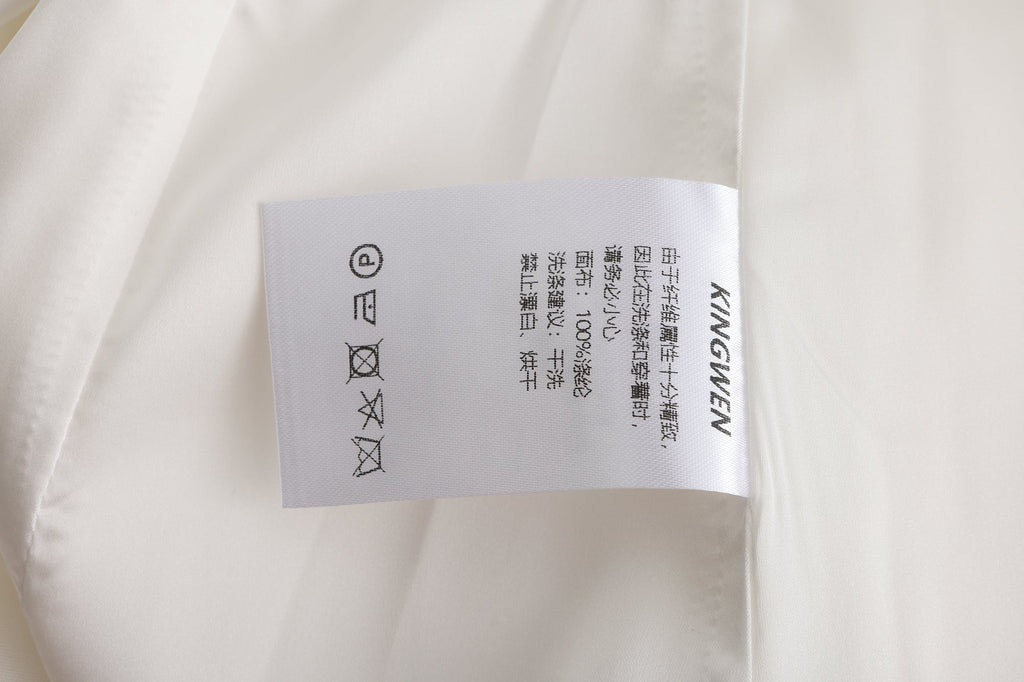 KINGWEN
由于纤维属性十分精致，
因此在洗涤和穿著时，
请务必小心
面布：100%涤纶
洗涤建议：干洗
禁止漂白、烘干
P